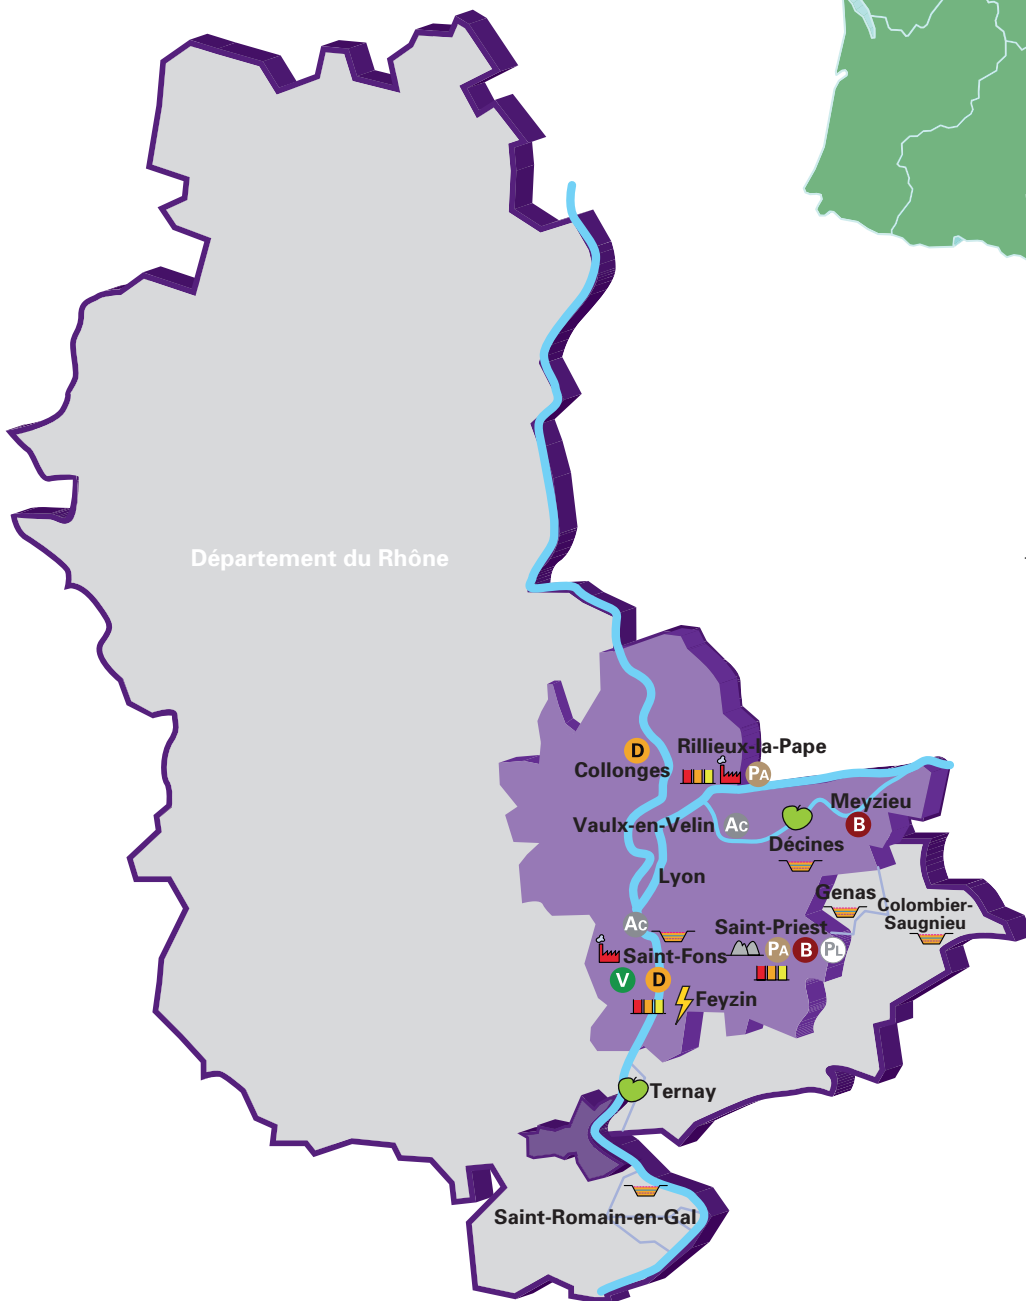 Département du Rhône
D
Rillieux-la-Pape
Collonges
PA
Meyzieu
Vaulx-en-Velin
AC
B
Décines
Lyon
Genas
Colombier-
Saugnieu
AC
Saint-Priest
Saint-Fons
PA
B
PL
V
D
Feyzin
Ternay
Saint-Romain-en-Gal